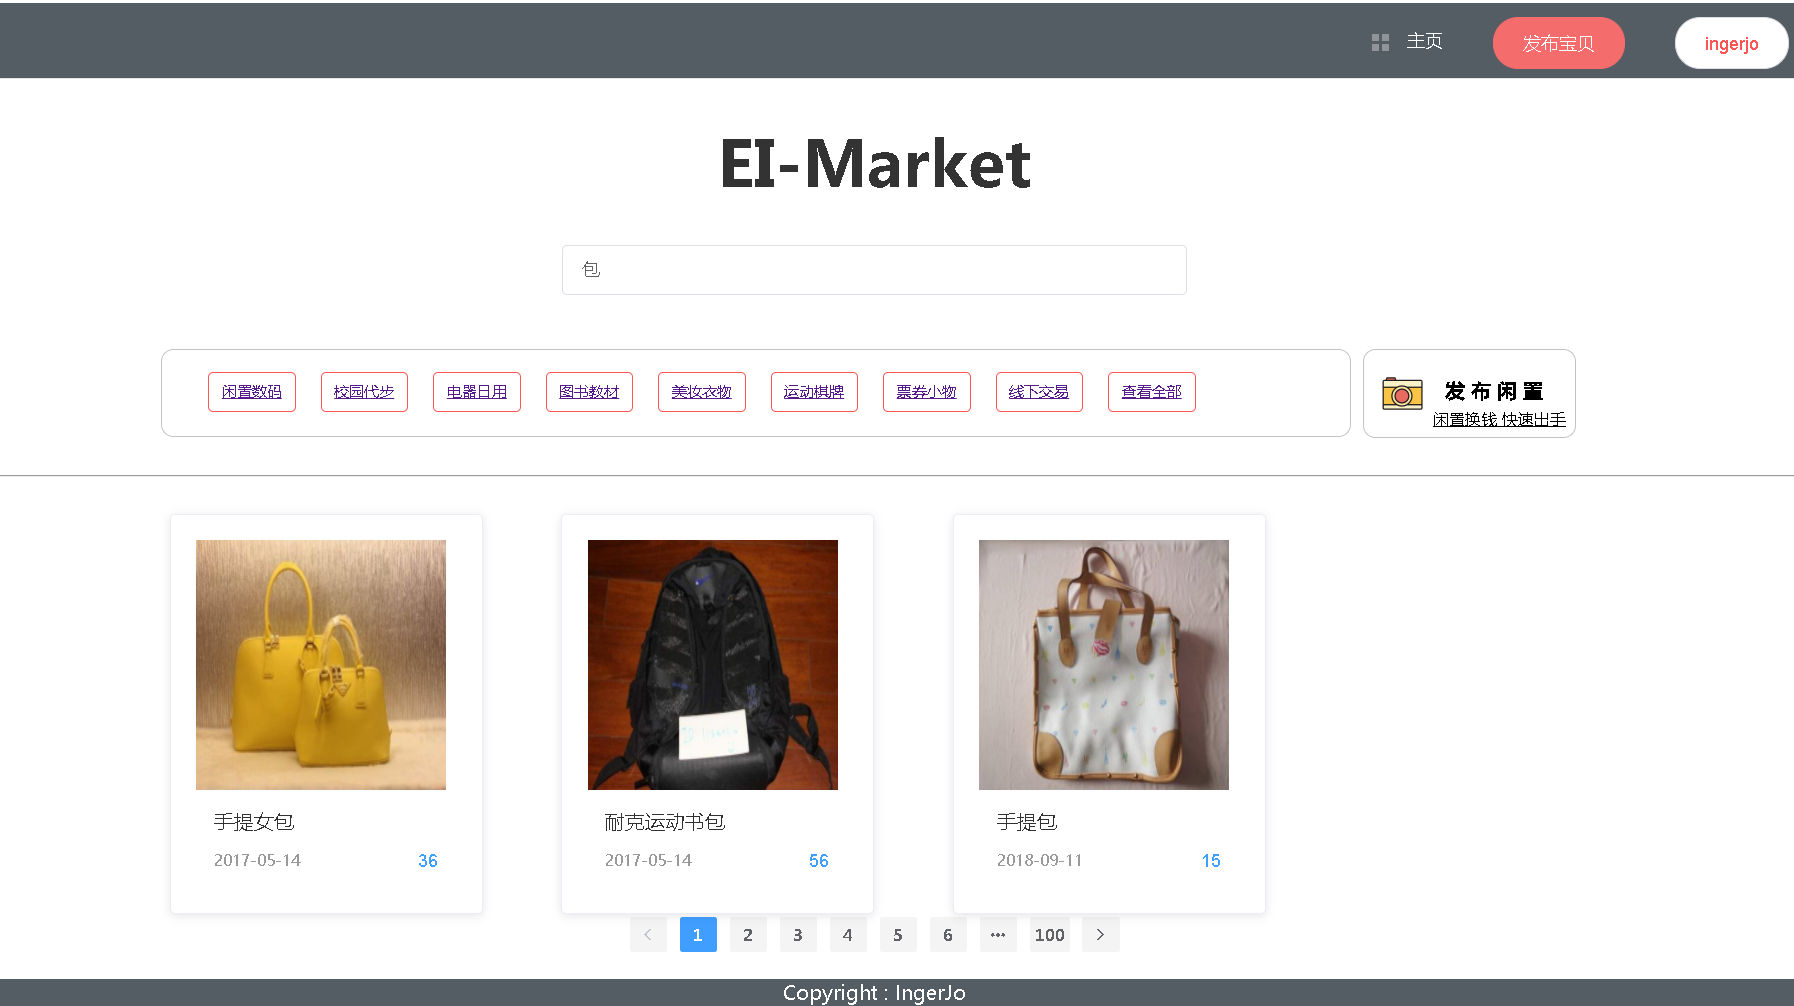 主页
发布宝贝
ingerjo
EI-Market
包
闲置数码
校园代步
电器日用
图书教材
美妆衣物
运动棋牌
票券小物
线下交易
查看全部
发布闲置
闲置换钱 快速出手
手提女包
2017-05-14
36
耐克运动书包
2017-05-14
56
手提包
2018-09-11
15
1 2 3 4 5 6 ••• 100
Copyright : IngerJo